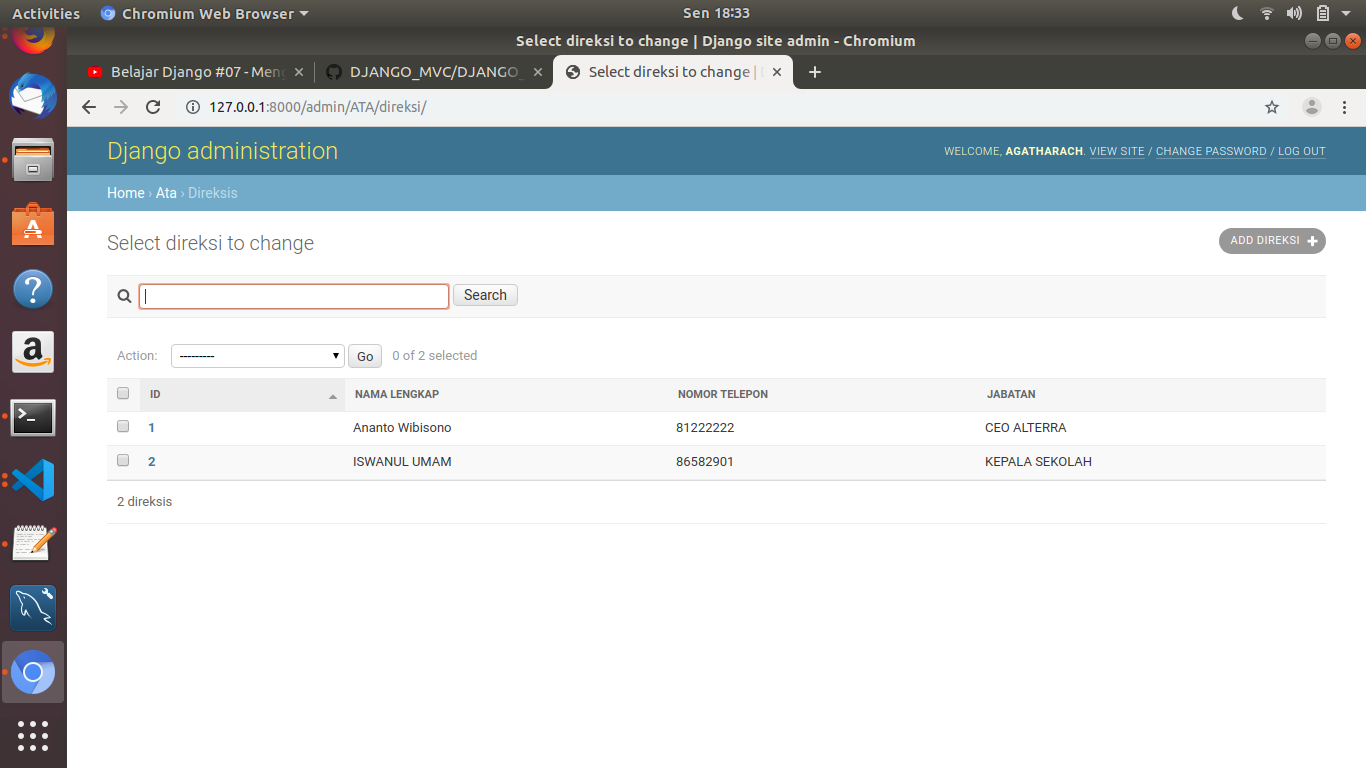 Activities Chromium Web Browser Sen 18:33
Select direksi to change | Django site admin - Chromium
Belajar Django #07 - Meng DJANGO_MVC/DJANGO_ Select direksi to change |
127.0.0.1:8000/admin/ATA/direksi/
Django administration WELCOME, AGATHARACH. VIEW SITE / CHANGE PASSWORD / LOG OUT
Home › Ata › Direksis
Select direksi to change ADD DIREKSI +
Search
Action: --------- Go 0 of 2 selected
ID NAMA LENGKAP NOMOR TELEPON JABATAN
1 Ananto Wibisono 81222222 CEO ALTERRA
2 ISWANUL UMAM 86582901 KEPALA SEKOLAH
2 direksis